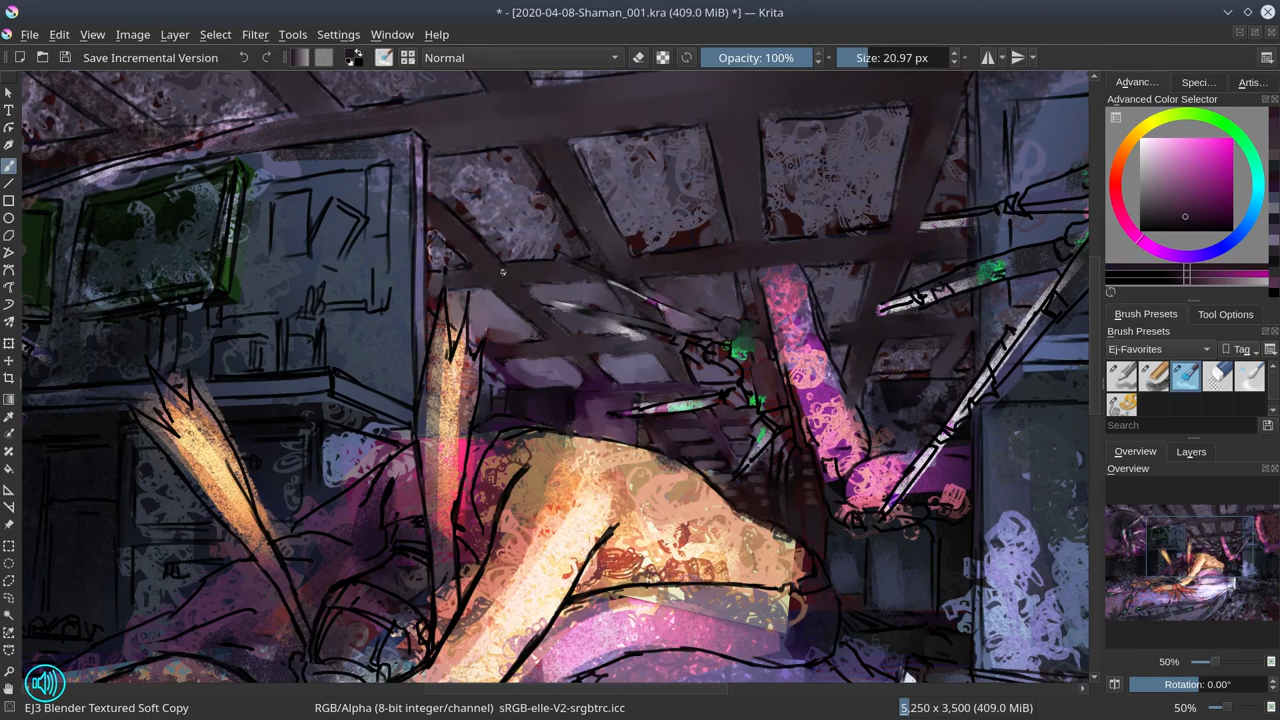 * - [2020-04-08-Shaman_001.kra (409.0 MiB) *] — Krita
File Edit View Image Layer Select Filter Tools Settings Window Help
Save Incremental Version Normal Opacity: 100% Size: 20.97 px
Advanc... Speci... Artis...
Advanced Color Selector
Brush Presets Tool Options
Brush Presets
Ej-Favorites Tag
Search
Overview Layers
Overview
50%
Rotation: 0.00°
EJ3 Blender Textured Soft Copy RGB/Alpha (8-bit integer/channel) sRGB-elle-V2-srgbtrc.icc 5,250 x 3,500 (409.0 MiB) 50%